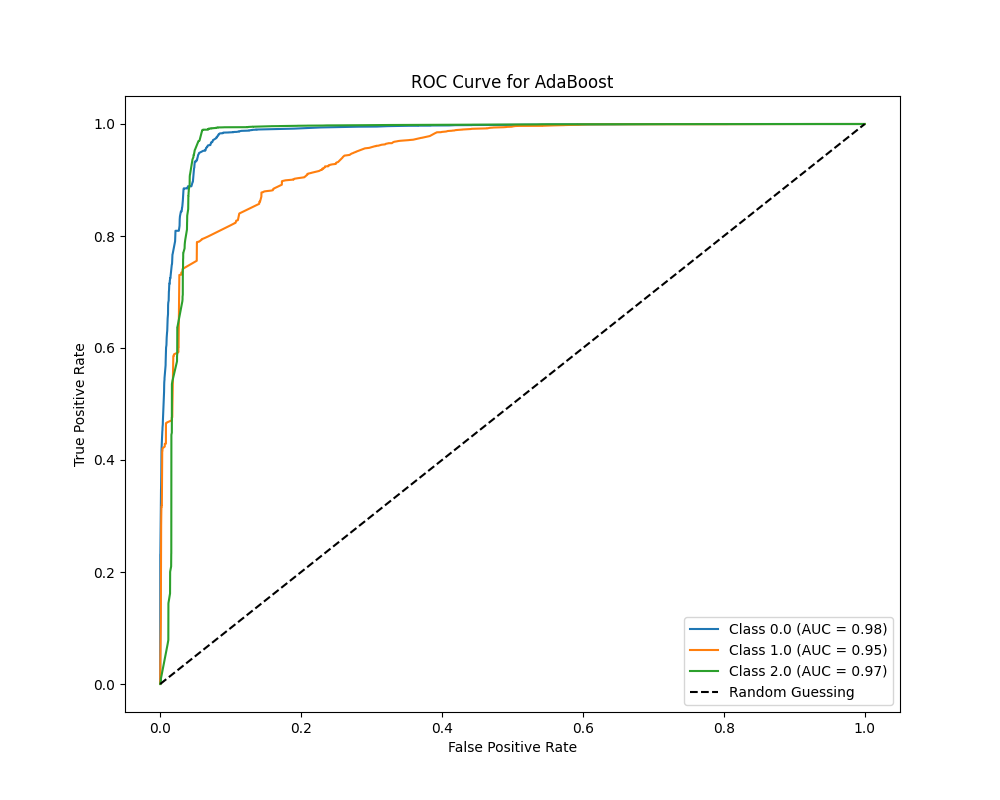 ROC Curve for AdaBoost
True Positive Rate
1.0
0.8
0.6
0.4
0.2
0.0
0.0 0.2 0.4 0.6 0.8 1.0
False Positive Rate
Class 0.0 (AUC = 0.98)
Class 1.0 (AUC = 0.95)
Class 2.0 (AUC = 0.97)
Random Guessing